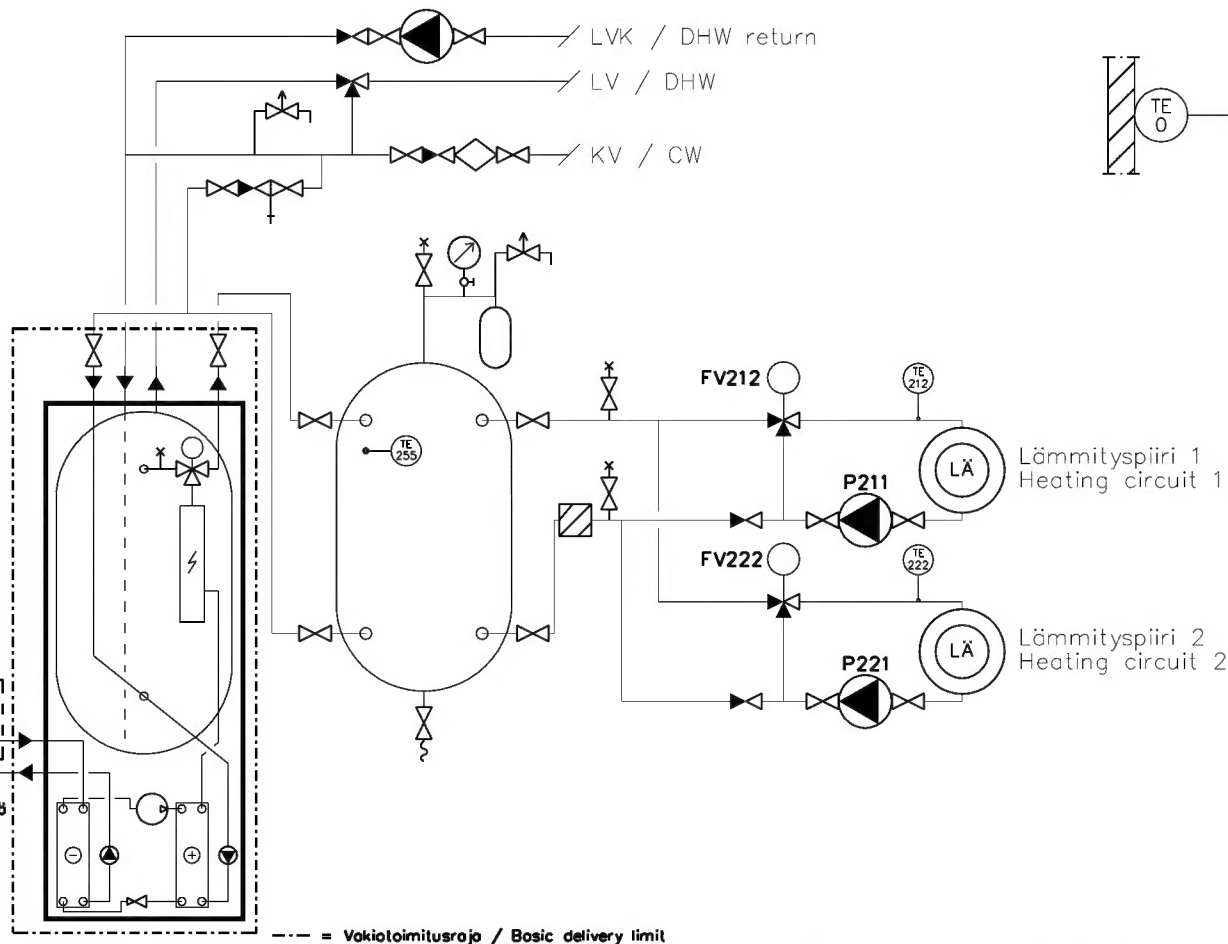 LVK / DHW return
LV / DHW
KV / CW
TE
0
FV212
TE
212
TE
255
LÄ
Lämmityspiiri 1
Heating circuit 1
P211
FV222
TE
222
LÄ
Lämmityspiiri 2
Heating circuit 2
P221
ä
−
+
= Vakiotoimitusraja / Basic delivery limit